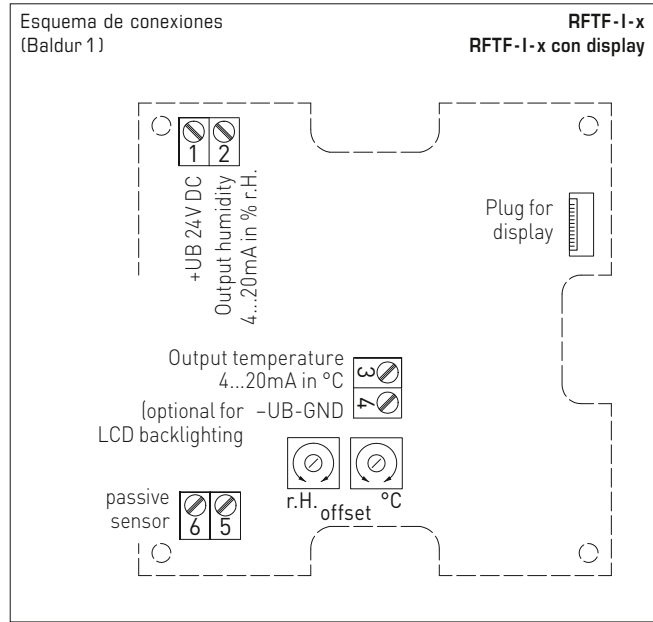 Esquema de conexiones
(Baldur 1)
RFTF-I-x
RFTF-I-x con display
1 2
+UB 24V DC
Output humidity
4...20mA in % r.H.
Plug for
display
Output temperature
4...20mA in °C
3
(optional for –UB-GND
LCD backlighting
4
r.H. offset °C
passive
sensor
6 5